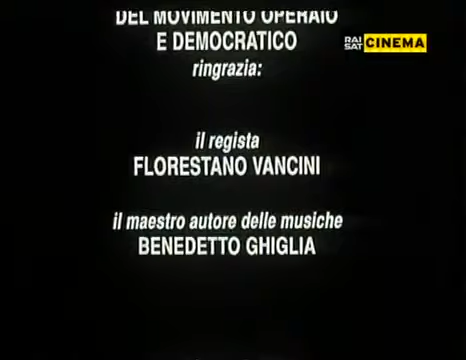 DEL MOVIMENTO OPERAIO
E DEMOCRATICO
ringrazia:
il regista
FLORESTANO VANCINI
il maestro autore delle musiche
BENEDETTO GHIGLIA
RAI
SAT
CINEMA